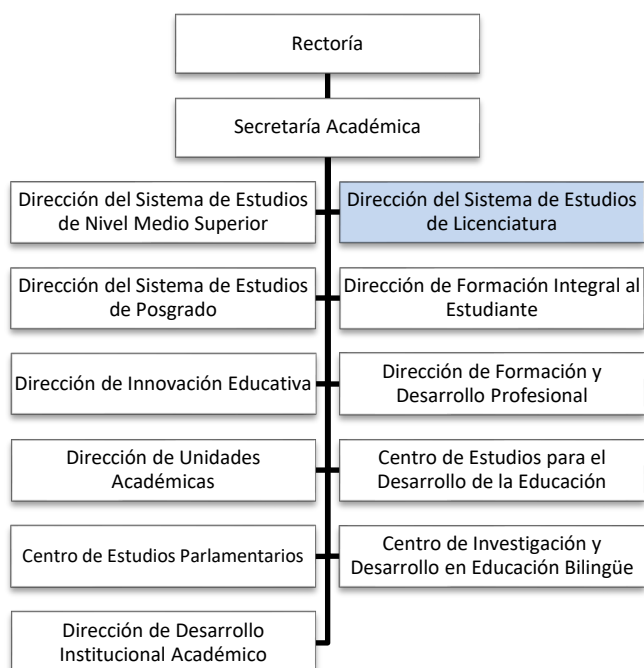 Rectoría
Secretaría Académica
Dirección del Sistema de Estudios
de Nivel Medio Superior
Dirección del Sistema de Estudios
de Licenciatura
Dirección del Sistema de Estudios
de Posgrado
Dirección de Formación Integral al
Estudiante
Dirección de Innovación Educativa
Dirección de Formación y
Desarrollo Profesional
Dirección de Unidades
Académicas
Centro de Estudios para el
Desarrollo de la Educación
Centro de Estudios Parlamentarios
Centro de Investigación y
Desarrollo en Educación Bilingüe
Dirección de Desarrollo
Institucional Académico